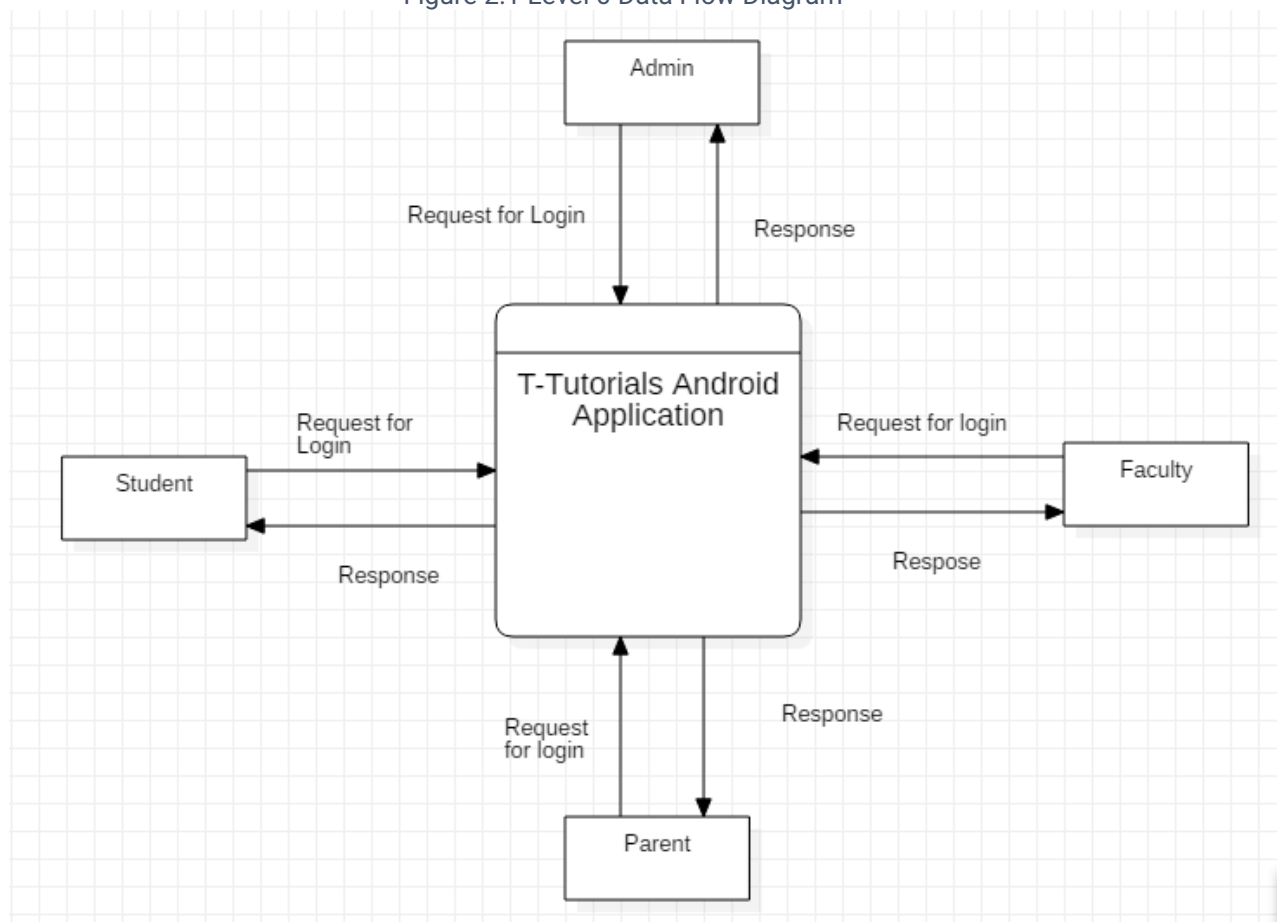 Figure 2.1 Level 0 Data Flow Diagram
Admin
Request for Login
Response
T-Tutorials Android
Application
Request for
Login
Request for login
Student
Faculty
Response
Respose
Request
for login
Response
Parent